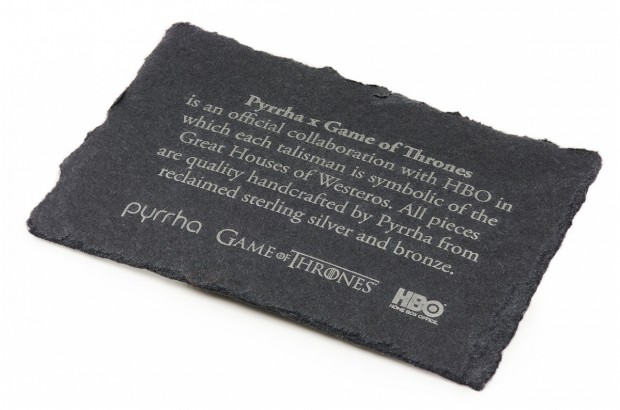 Pyrrha x Game of Thrones
is an official collaboration with HBO in
which each talisman is symbolic of the
Great Houses of Westeros. All pieces
are quality handcrafted by Pyrrha from
reclaimed sterling silver and bronze.
pyrrha GAME OF THRONES HBO
HOME BOX OFFICE